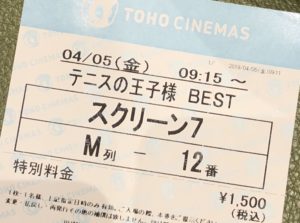 TOHO CINEMAS
04/05(金) 09:15 ～
テニスの王子様 BEST
スクリーン7
M列 － 12番
特別料金 ¥1,500
(税込)